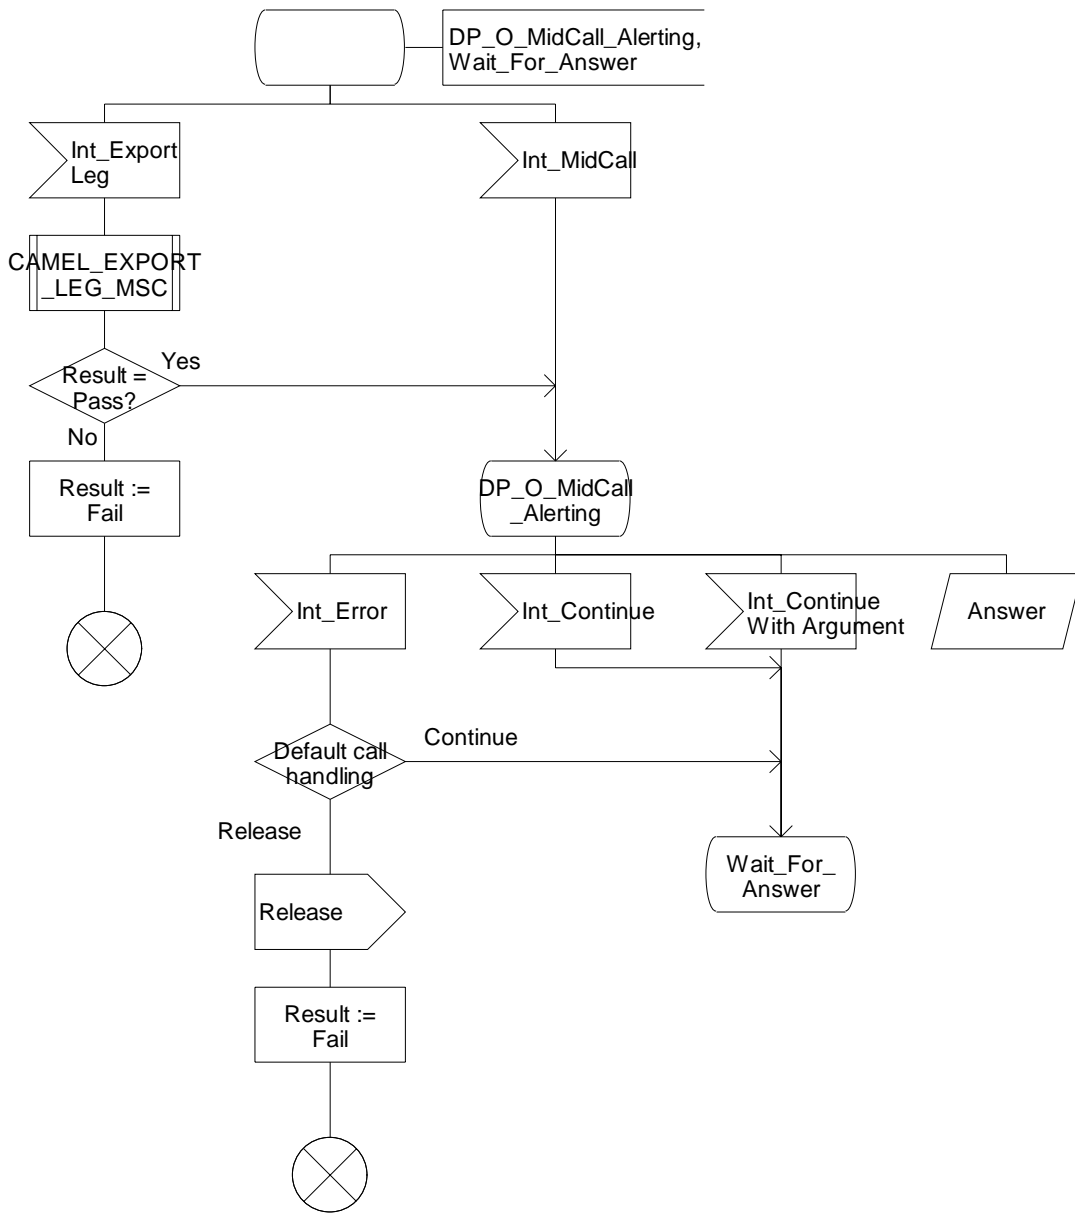 DP_O_MidCall_Alerting,
Wait_For_Answer
Int_Export
Leg
Int_MidCall
CAMEL_EXPORT
_LEG_MSC
Yes
Result =
Pass?
No
Result :=
Fail
DP_O_MidCall
_Alerting
Int_Error
Int_Continue
Int_Continue
With Argument
Answer
Default call
handling
Continue
Release
Wait_For_
Answer
Release
Result :=
Fail